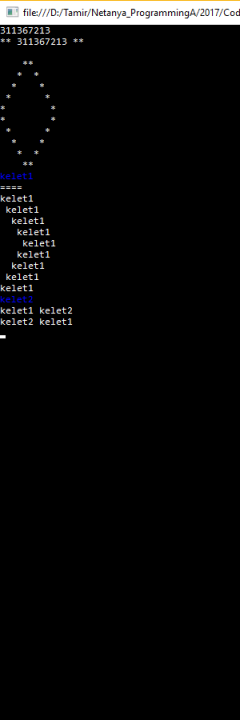 file:///D:/Tamir/Netanya_ProgrammingA/2017/Cod
311367213
** 311367213 **
    **
   *  *
  *    *
 *      *
*        *
*        *
 *      *
  *    *
   *  *
    **
kelet1
====
kelet1
 kelet1
  kelet1
   kelet1
    kelet1
   kelet1
  kelet1
 kelet1
kelet1
kelet2
kelet1 kelet2
kelet2 kelet1